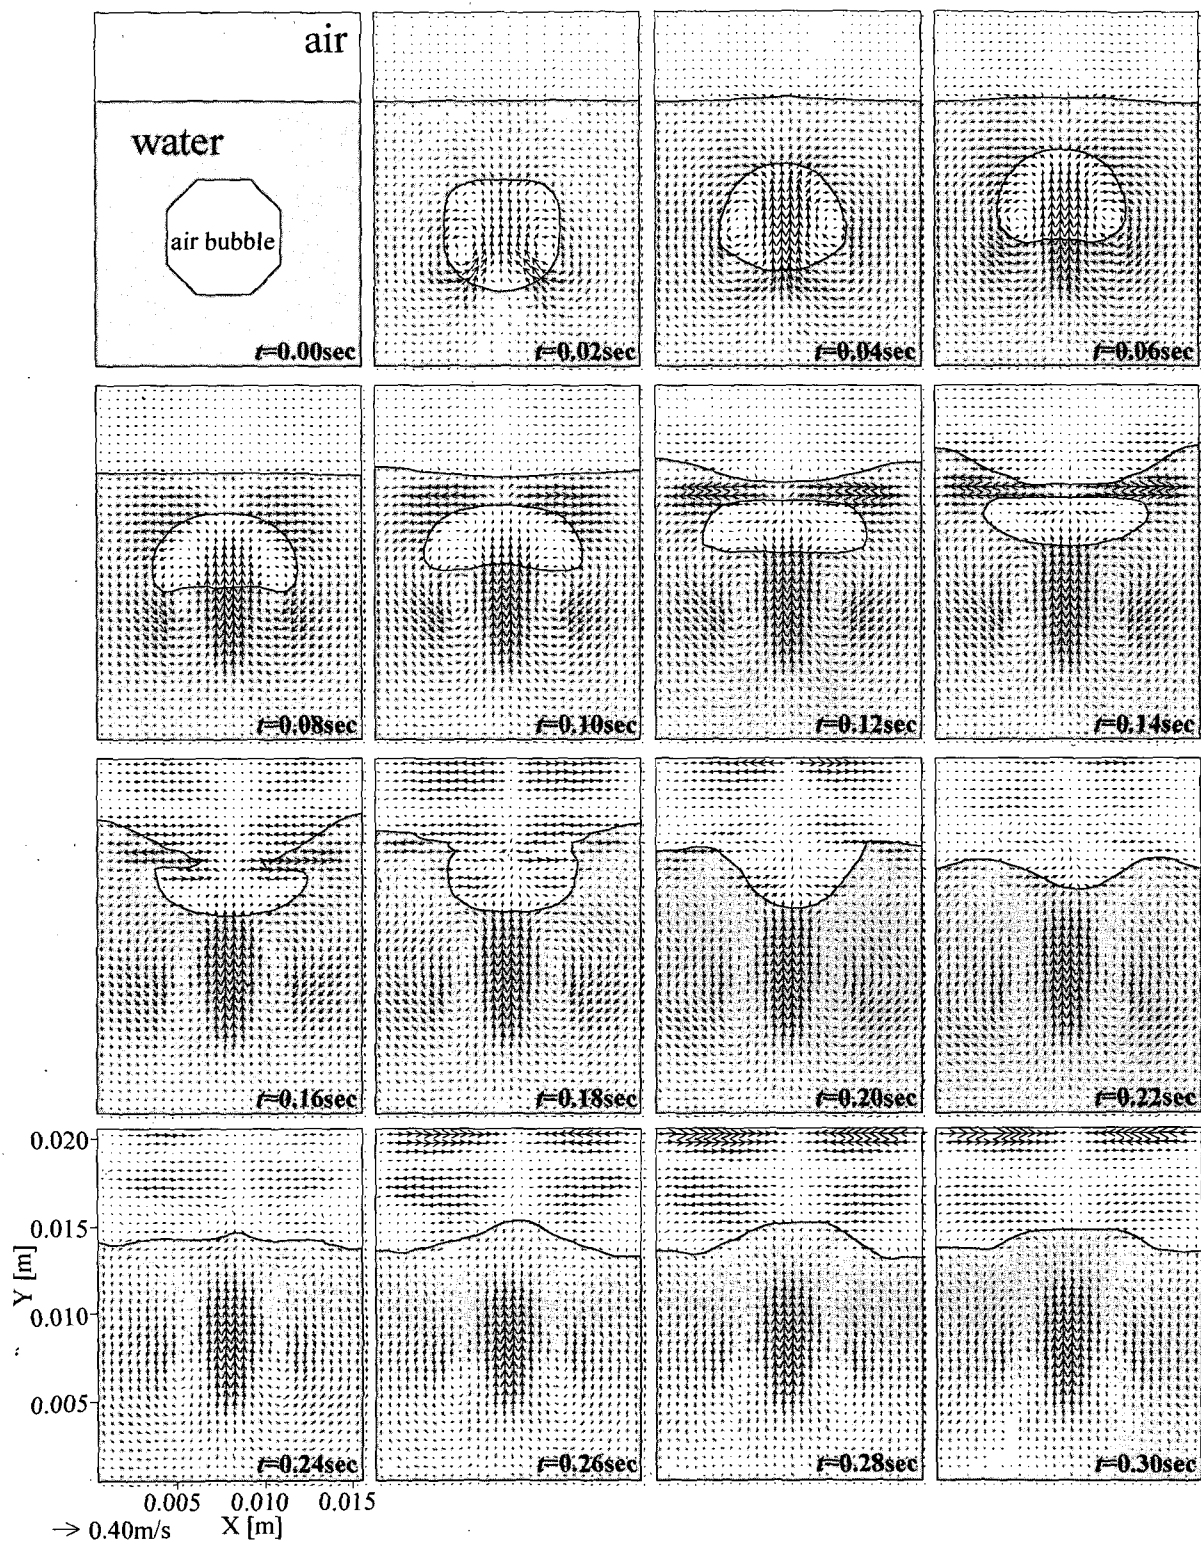 air
water
air bubble
t=0.00sec
t=0.02sec
t=0.04sec
t=0.06sec
t=0.08sec
t=0.10sec
t=0.12sec
t=0.14sec
t=0.16sec
t=0.18sec
t=0.20sec
t=0.22sec
0.020
0.015
0.010
0.005
Y [m]
t=0.24sec
t=0.26sec
t=0.28sec
t=0.30sec
0.005 0.010 0.015
→ 0.40m/s X [m]